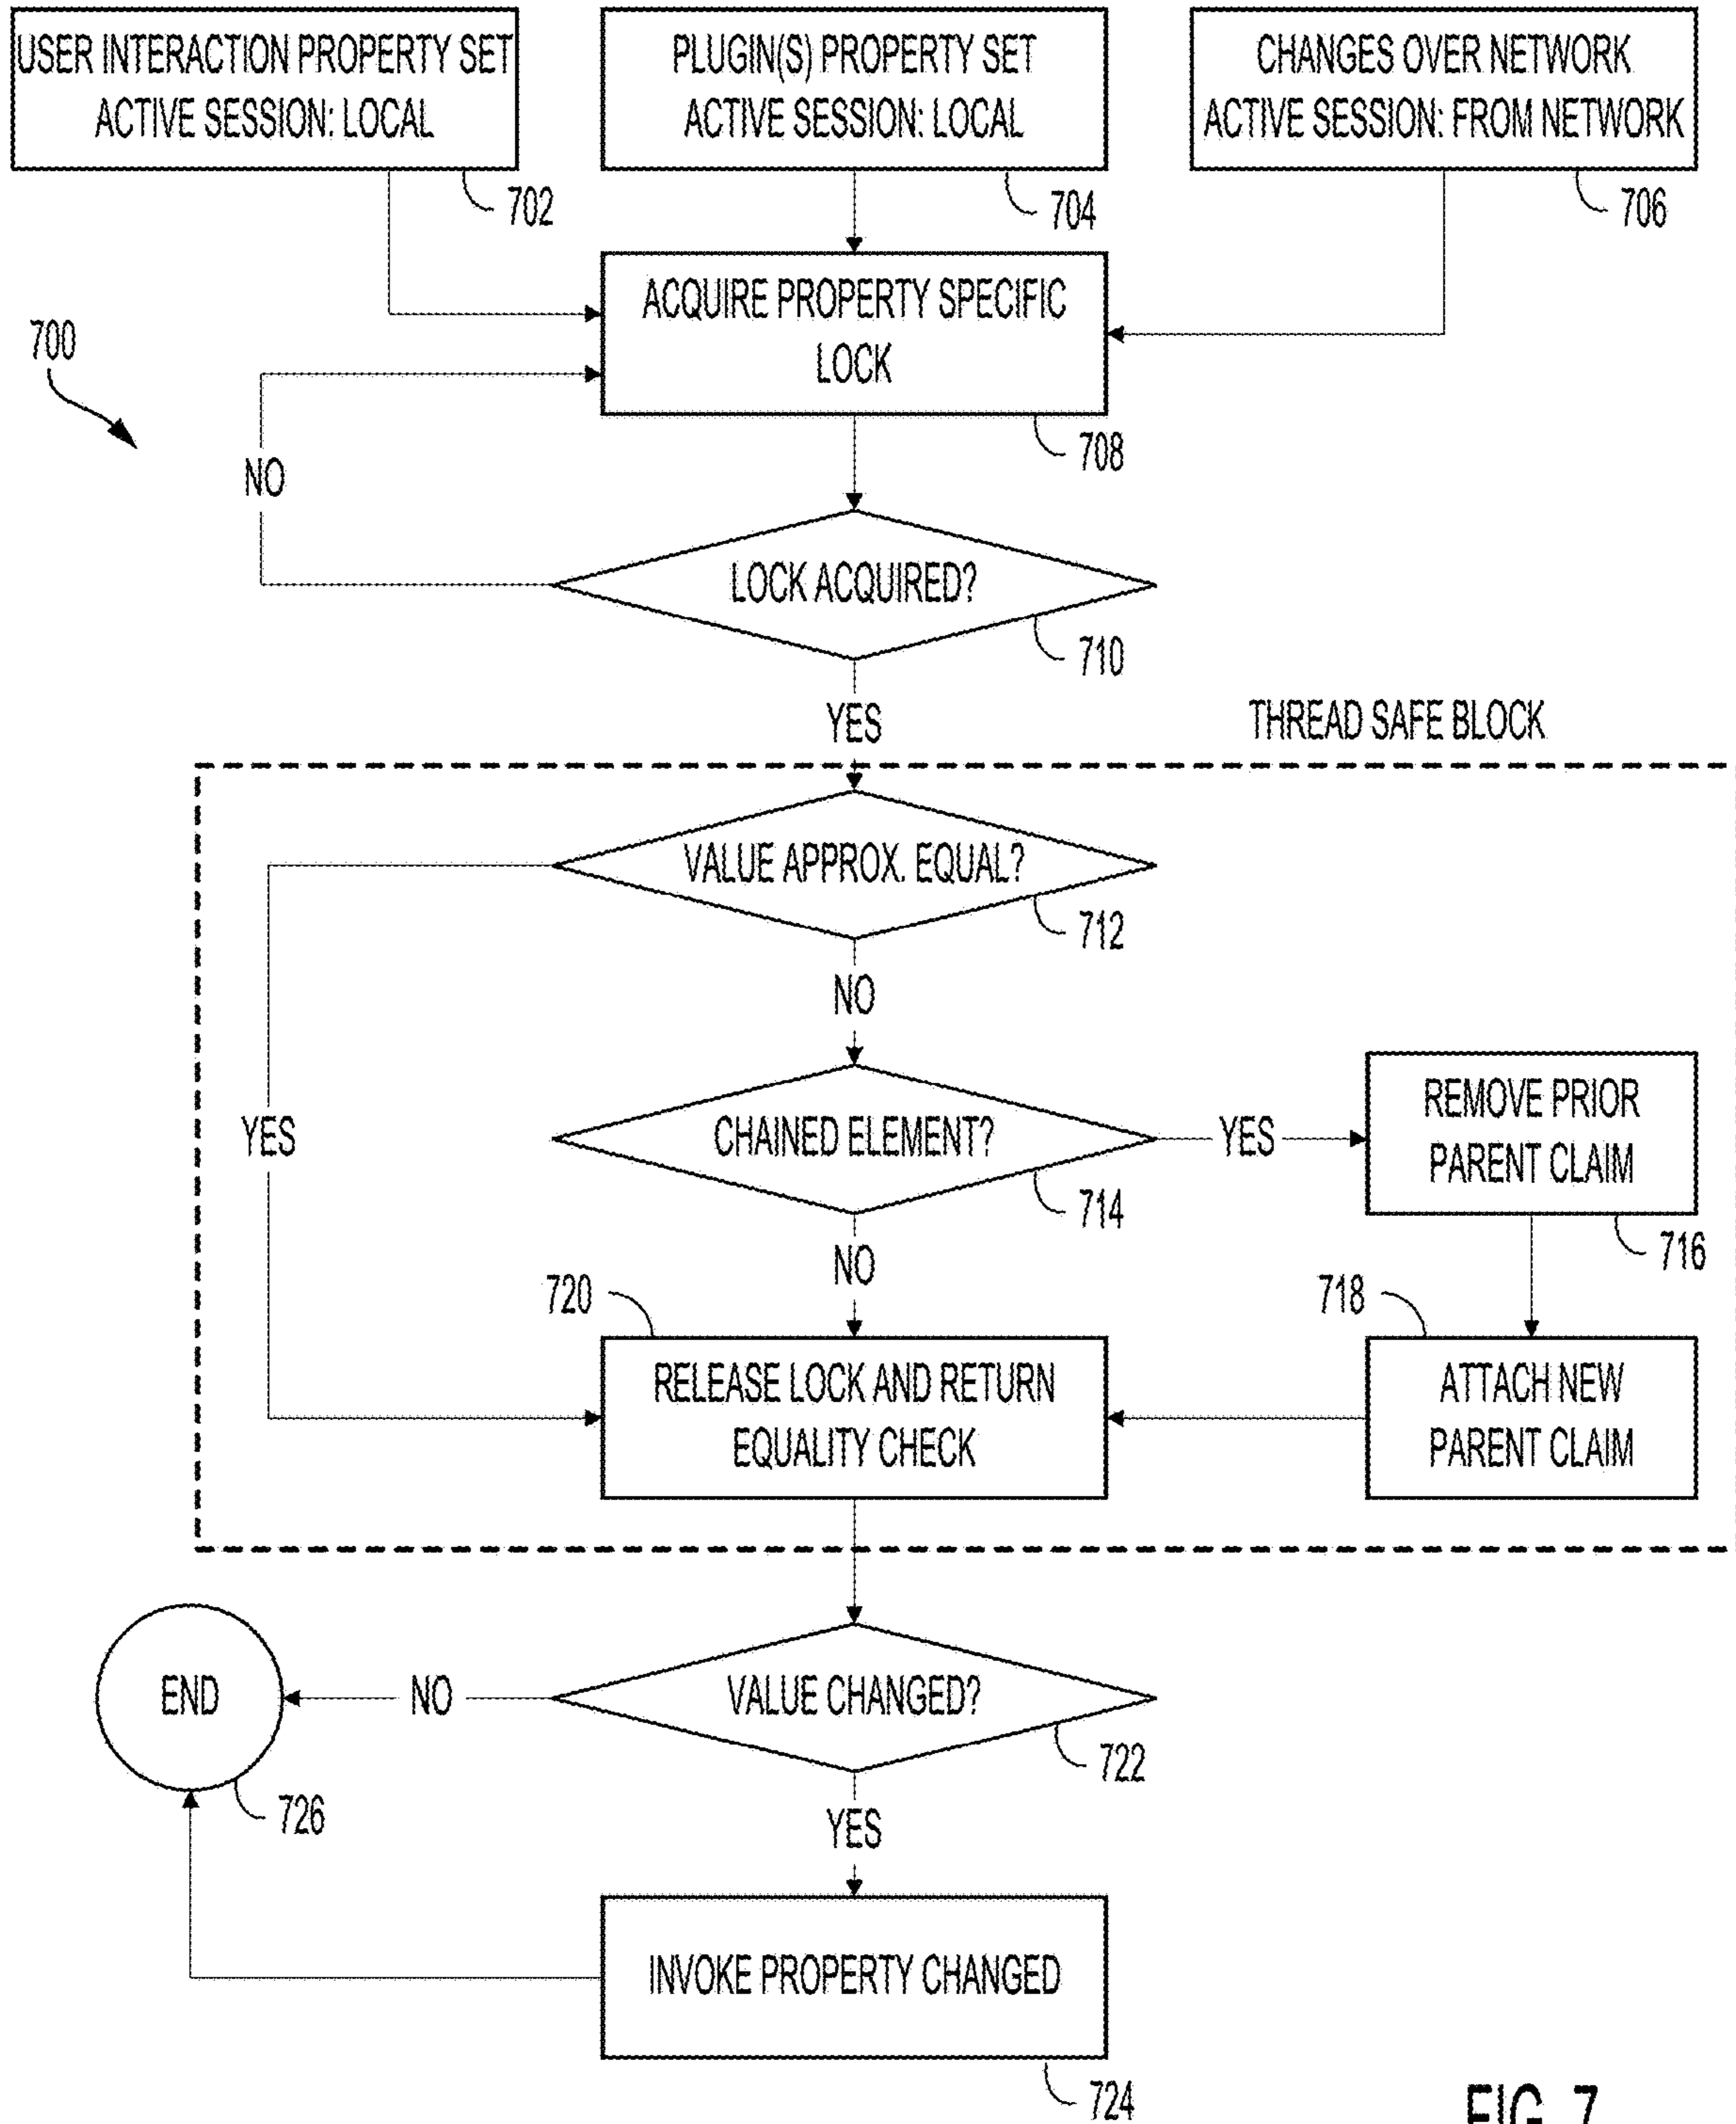 USER INTERACTION PROPERTY SET
ACTIVE SESSION: LOCAL
702
PLUGIN(S) PROPERTY SET
ACTIVE SESSION: LOCAL
704
CHANGES OVER NETWORK
ACTIVE SESSION: FROM NETWORK
706
700
ACQUIRE PROPERTY SPECIFIC
LOCK
708
NO
LOCK ACQUIRED?
710
YES
THREAD SAFE BLOCK
VALUE APPROX. EQUAL?
712
NO
YES
CHAINED ELEMENT?
714
YES
REMOVE PRIOR
PARENT CLAIM
716
NO
720
718
RELEASE LOCK AND RETURN
EQUALITY CHECK
ATTACH NEW
PARENT CLAIM
END
NO
VALUE CHANGED?
722
726
YES
INVOKE PROPERTY CHANGED
724
FIG. 7